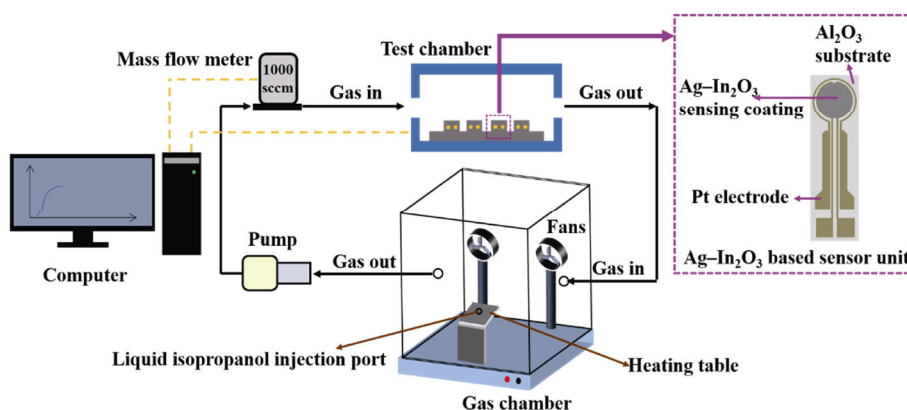 Mass flow meter
1000
sccm
Test chamber
Gas in
Gas out
Al₂O₃
substrate
Ag–In₂O₃
sensing coating
Pt electrode
Ag–In₂O₃ based sensor unit
Computer
Pump
Gas out
Fans
Gas in
Liquid isopropanol injection port
Heating table
Gas chamber